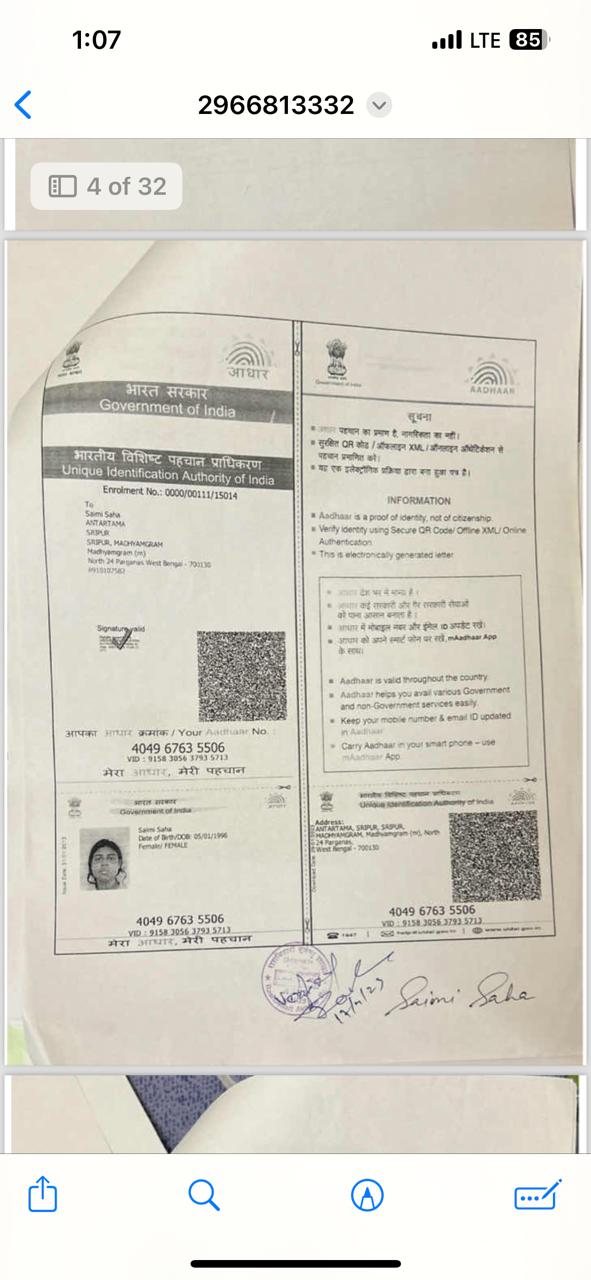 1:07
LTE 85
2966813332
4 of 32
आधार
भारत सरकार
Government of India
भारतीय विशिष्ट पहचान प्राधिकरण
Unique Identification Authority of India
Enrolment No.: 0000/00111/15014
To
Saimi Saha
ANTARTAMA
SRIPUR
SRIPUR, MADHYAMGRAM
Madhyamgram (m)
North 24 Parganas West Bengal - 700130
Signature valid
आपका आधार क्रमांक / Your Aadhaar No. :
4049 6763 5506
VID : 9158 3056 3793 5713
मेरा आधार, मेरी पहचान
भारत सरकार
Government of India
Saimi Saha
Date of Birth/DOB: 05/01/1996
Female/ FEMALE
4049 6763 5506
VID : 9158 3056 3793 5713
मेरा आधार, मेरी पहचान
Government of India
AADHAAR
सूचना
आधार पहचान का प्रमाण है, नागरिकता का नहीं।
सुरक्षित QR कोड / ऑफलाइन XML / ऑनलाइन ऑथेंटिकेशन से
पहचान प्रमाणित करें।
यह एक इलेक्ट्रॉनिक प्रक्रिया द्वारा बना हुआ पत्र है।
INFORMATION
Aadhaar is a proof of identity, not of citizenship.
Verify identity using Secure QR Code/ Offline XML/ Online
Authentication.
This is electronically generated letter.
आधार देश भर में मान्य है।
आधार कई सरकारी और गैर सरकारी सेवाओं
को पाना आसान बनाता है।
आधार में मोबाइल नंबर और ईमेल ID अपडेट रखें।
आधार को अपने स्मार्ट फोन पर रखें, mAadhaar App
के साथ।
Aadhaar is valid throughout the country.
Aadhaar helps you avail various Government
and non-Government services easily.
Keep your mobile number & email ID updated
in Aadhaar.
Carry Aadhaar in your smart phone – use
mAadhaar App.
भारतीय विशिष्ट पहचान प्राधिकरण
Unique Identification Authority of India
Address:
ANTARTAMA, SRIPUR, SRIPUR,
MADHYAMGRAM, Madhyamgram (m), North
24 Parganas,
West Bengal - 700130
4049 6763 5506
VID : 9158 3056 3793 5713
1947 | help@uidai.gov.in | www.uidai.gov.in
Saimi Saha